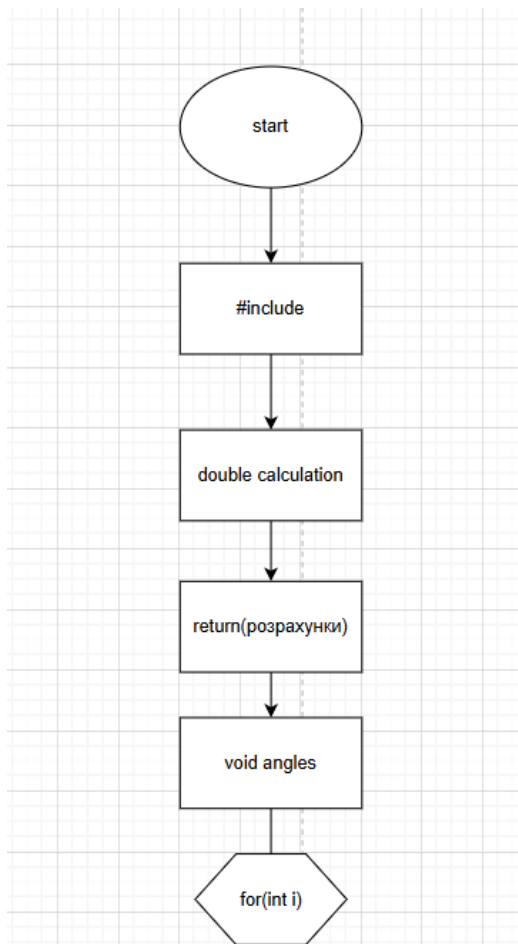 start
#include
double calculation
return(розрахунки)
void angles
for(int i)